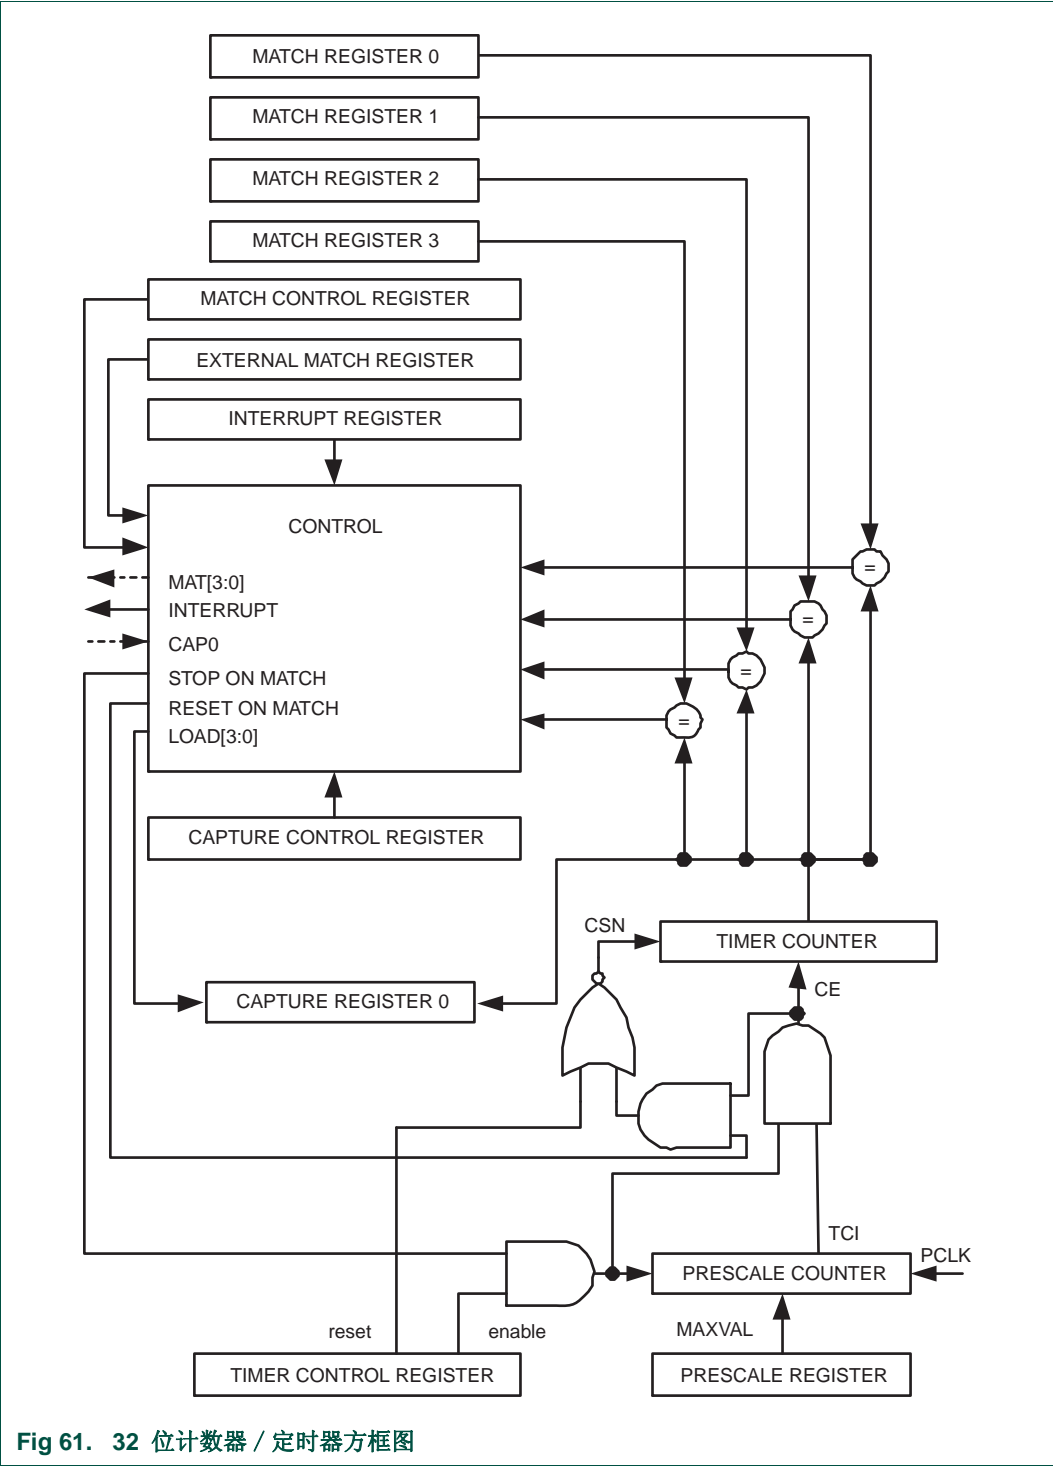 MATCH REGISTER 0
MATCH REGISTER 1
MATCH REGISTER 2
MATCH REGISTER 3
MATCH CONTROL REGISTER
EXTERNAL MATCH REGISTER
INTERRUPT REGISTER
CONTROL
=
=
=
=
MAT[3:0]
INTERRUPT
CAP0
STOP ON MATCH
RESET ON MATCH
LOAD[3:0]
CAPTURE CONTROL REGISTER
CSN
TIMER COUNTER
CE
CAPTURE REGISTER 0
TCI
PCLK
PRESCALE COUNTER
reset
enable
MAXVAL
TIMER CONTROL REGISTER
PRESCALE REGISTER
Fig 61. 32 位计数器 / 定时器方框图